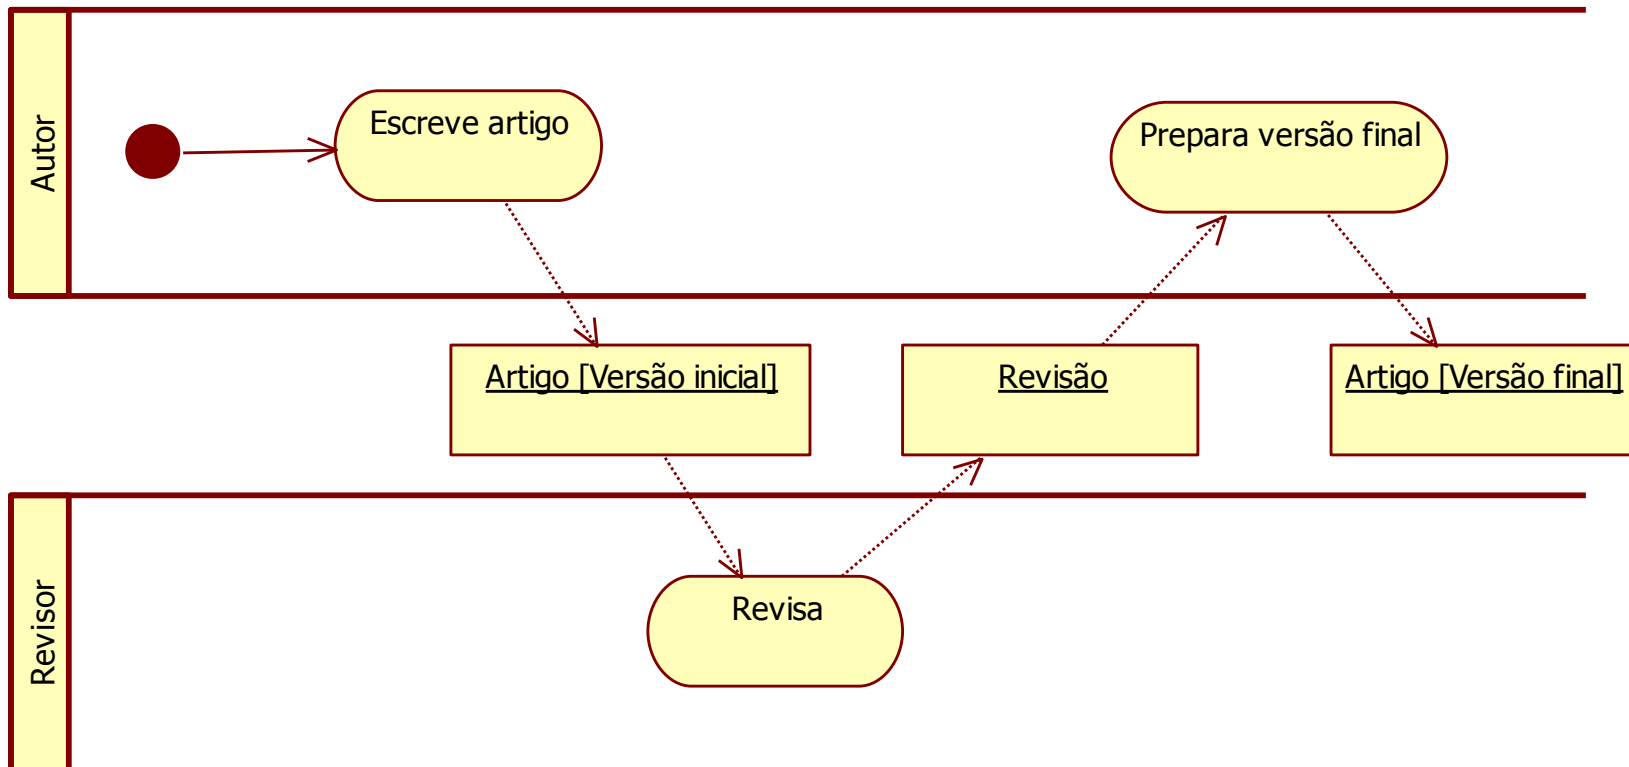 Autor
Escreve artigo
Prepara versão final
Artigo [Versão inicial]
Revisão
Artigo [Versão final]
Revisor
Revisa